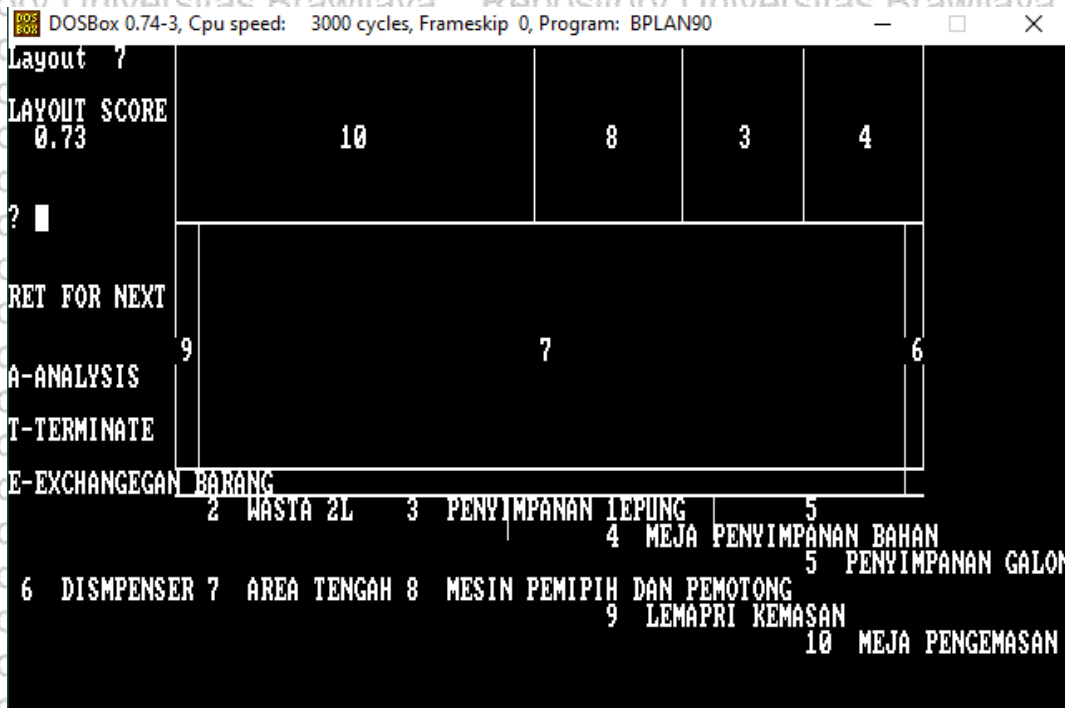 DOSBox 0.74-3, Cpu speed: 3000 cycles, Frameskip 0, Program: BPLAN90
Layout 7
LAYOUT SCORE
0.73 10 8 3 4
?
RET FOR NEXT
9 7 6
A-ANALYSIS
T-TERMINATE
E-EXCHANGEGAN BARANG
2 WASTA 2L 3 PENYIMPANAN 1EPUNG 5
4 MEJA PENYIMPANAN BAHAN
5 PENYIMPANAN GALON
6 DISMPENSER 7 AREA TENGAH 8 MESIN PEMIPIH DAN PEMOTONG
9 LEMAPRI KEMASAN
10 MEJA PENGEMASAN